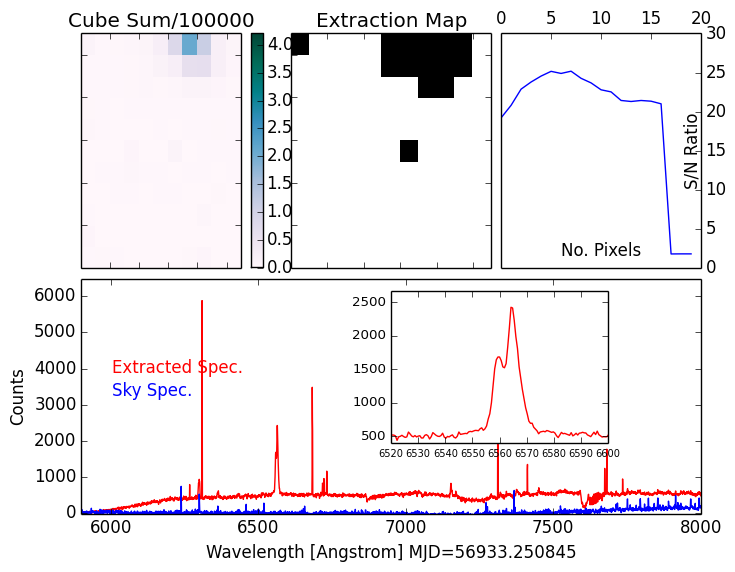 Cube Sum/100000
Extraction Map
0 5 10 15 20
4.0
3.5
3.0
2.5
2.0
1.5
1.0
0.5
0.0
30
25
20
15
10
5
0
S/N Ratio
No. Pixels
6000
5000
4000
3000
2000
1000
0
Counts
Extracted Spec.
Sky Spec.
2500
2000
1500
1000
500
6520 6530 6540 6550 6560 6570 6580 6590 6600
6000 6500 7000 7500 8000
Wavelength [Angstrom] MJD=56933.250845